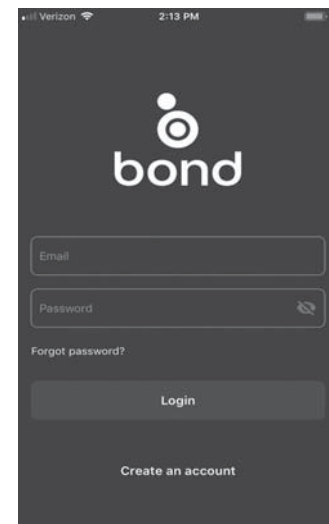 Verizon 2:13 PM
bond
Email
Password
Forgot password?
Login
Create an account